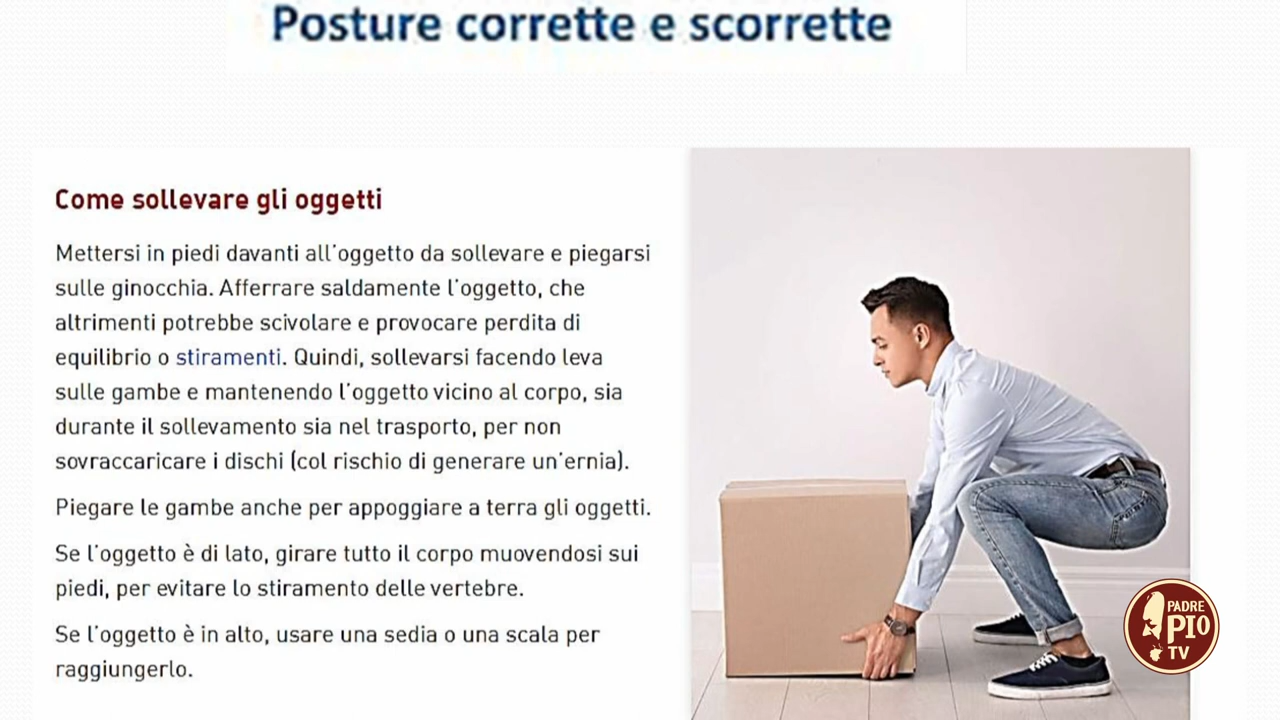 Posture corrette e scorrette
Come sollevare gli oggetti
Mettersi in piedi davanti all'oggetto da sollevare e piegarsi
sulle ginocchia. Afferrare saldamente l'oggetto, che
altrimenti potrebbe scivolare e provocare perdita di
equilibrio o stiramenti. Quindi, sollevarsi facendo leva
sulle gambe e mantenendo l'oggetto vicino al corpo, sia
durante il sollevamento sia nel trasporto, per non
sovraccaricare i dischi (col rischio di generare un'ernia).
Piegare le gambe anche per appoggiare a terra gli oggetti.
Se l'oggetto è di lato, girare tutto il corpo muovendosi sui
piedi, per evitare lo stiramento delle vertebre.
Se l'oggetto è in alto, usare una sedia o una scala per
raggiungerlo.
PADRE
PIO
TV